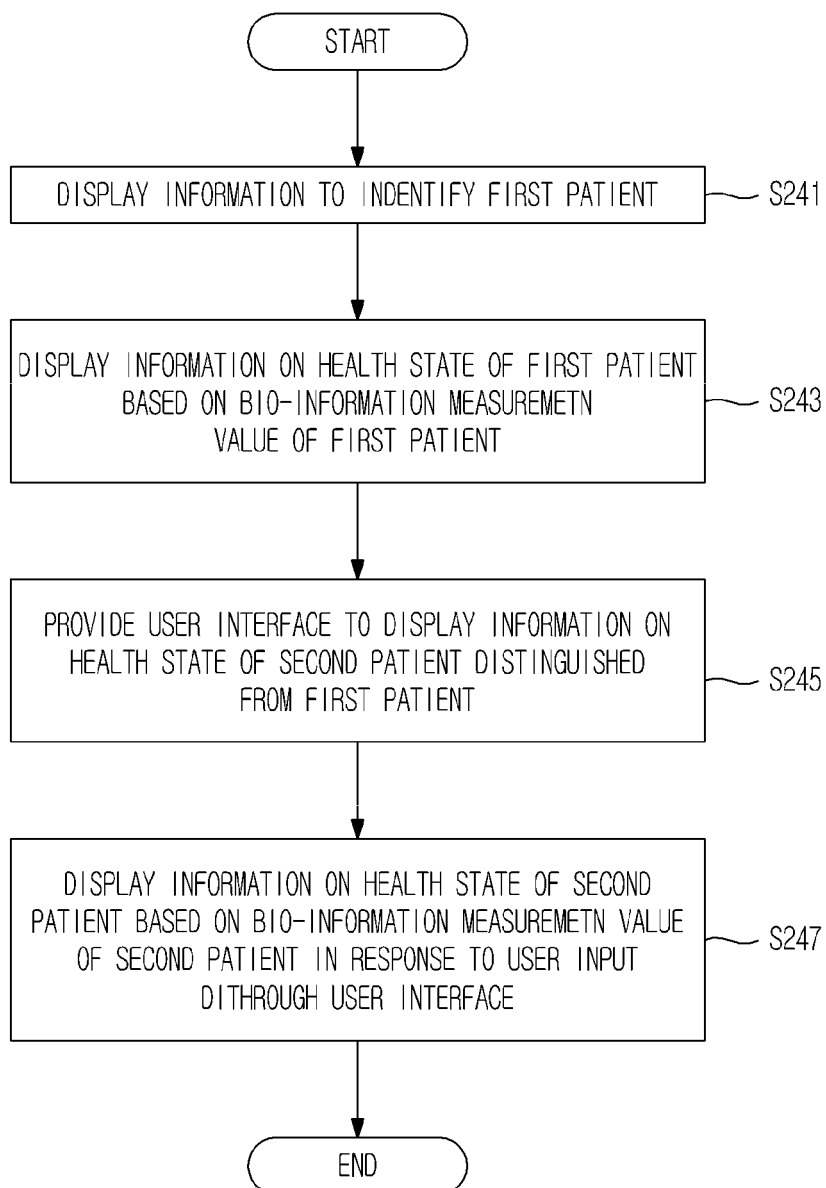 START
DISPLAY INFORMATION TO INDENTIFY FIRST PATIENT
S241
DISPLAY INFORMATION ON HEALTH STATE OF FIRST PATIENT
BASED ON BIO-INFORMATION MEASUREMETN
VALUE OF FIRST PATIENT
S243
PROVIDE USER INTERFACE TO DISPLAY INFORMATION ON
HEALTH STATE OF SECOND PATIENT DISTINGUISHED
FROM FIRST PATIENT
S245
DISPLAY INFORMATION ON HEALTH STATE OF SECOND
PATIENT BASED ON BIO-INFORMATION MEASUREMETN VALUE
OF SECOND PATIENT IN RESPONSE TO USER INPUT
DITHROUGH USER INTERFACE
S247
END